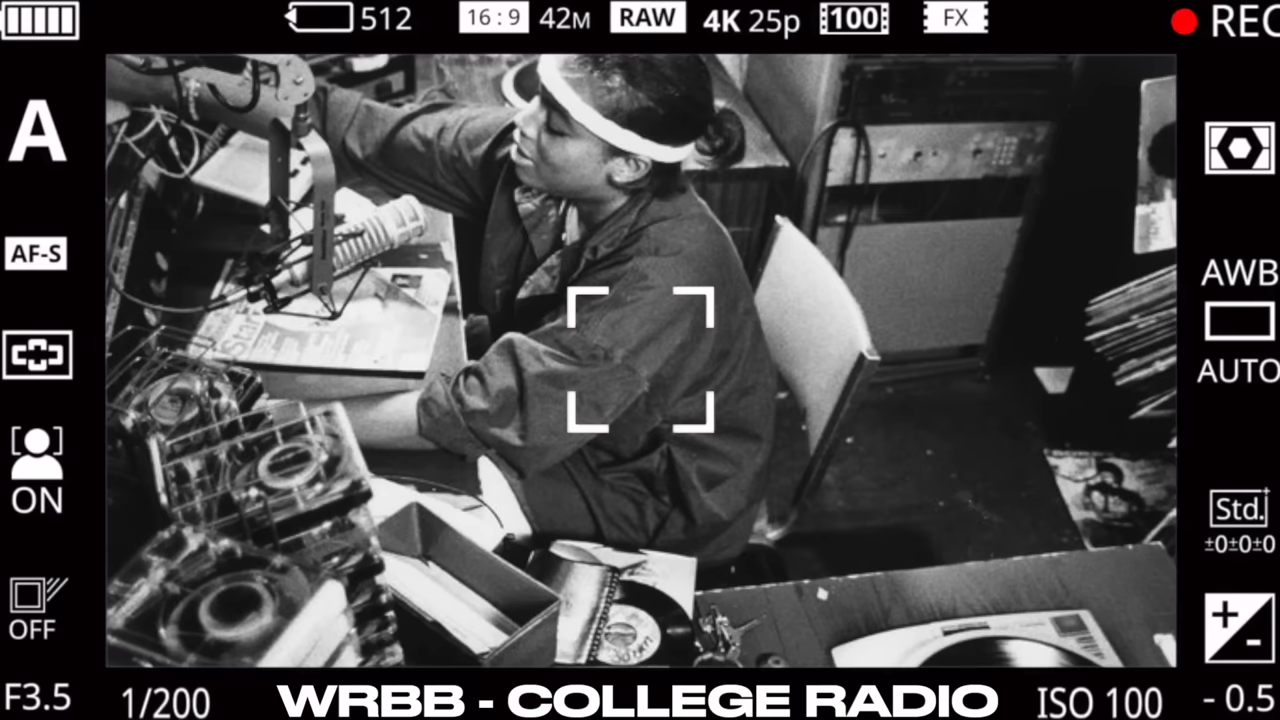 512 16:9 42M RAW 4K 25p 100 FX REC
A
AF-S
AWB
Star
AUTO
ON
Std.
±0±0±0
OFF
F3.5 1/200 WRBB - COLLEGE RADIO ISO 100 - 0.5